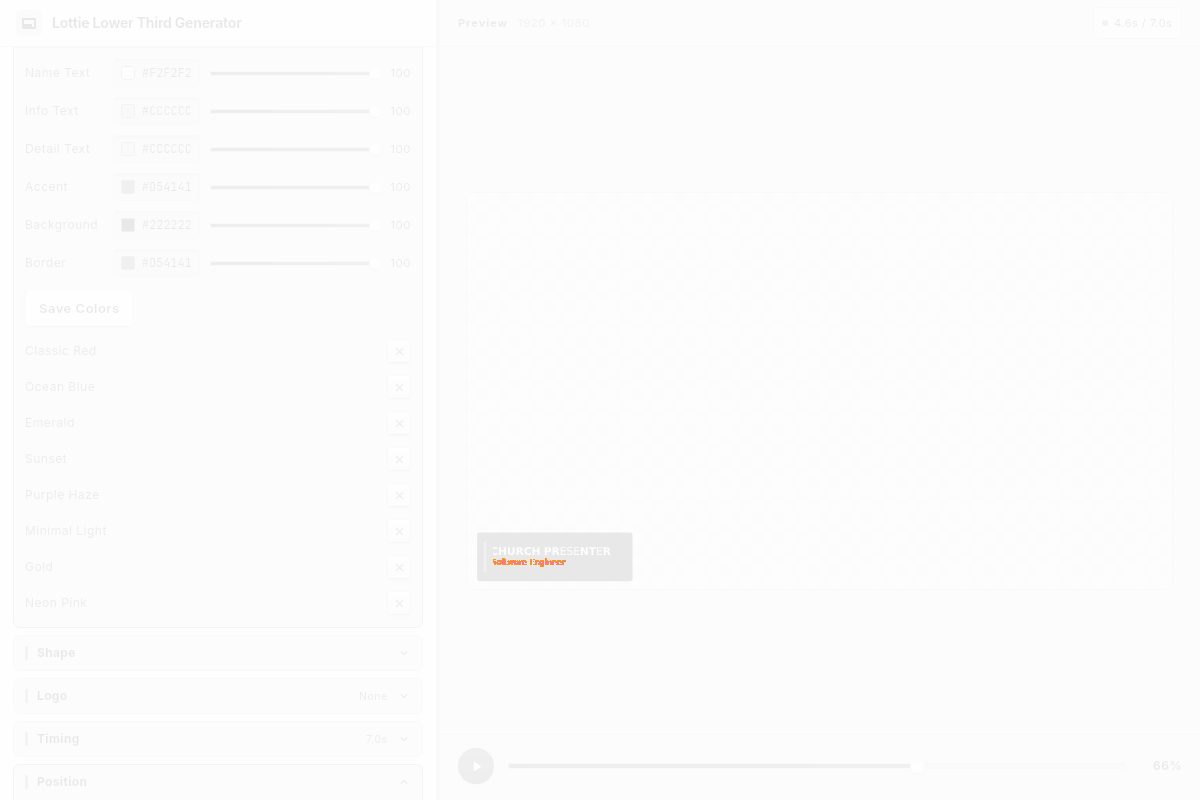 Lottie Lower Third Generator
Name Text #F2F2F2 100
Info Text #CCCCCC 100
Detail Text #CCCCCC 100
Accent #D54141 100
Background #222222 100
Border #D54141 100
Save Colors
Classic Red
Ocean Blue
Emerald
Sunset
Purple Haze
Minimal Light
Gold
Neon Pink
Shape
Logo None
Timing 7.0s
Position
Preview 1920 × 1080
4.6s / 7.0s
CHURCH PRESENTER
Software Engineer
66%